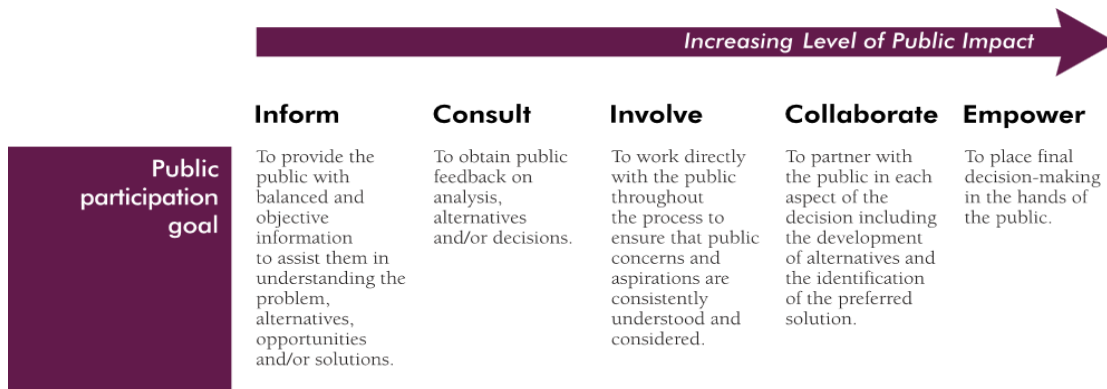 Increasing Level of Public Impact
Inform
Consult
Involve
Collaborate
Empower
Public
participation
goal
To provide the
public with
balanced and
objective
information
to assist them in
understanding the
problem,
alternatives,
opportunities
and/or solutions.
To obtain public
feedback on
analysis,
alternatives
and/or decisions.
To work directly
with the public
throughout
the process to
ensure that public
concerns and
aspirations are
consistently
understood and
considered.
To partner with
the public in each
aspect of the
decision including
the development
of alternatives and
the identification
of the preferred
solution.
To place final
decision-making
in the hands of
the public.